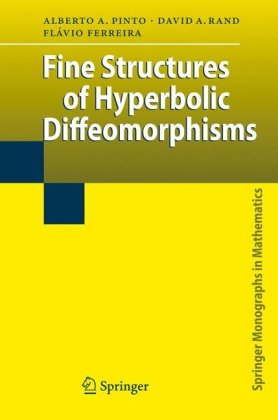 ALBERTO A. PINTO · DAVID A. RAND
FLÁVIO FERREIRA
Fine Structures
of Hyperbolic
Diffeomorphisms
Springer Monographs in Mathematics
Springer